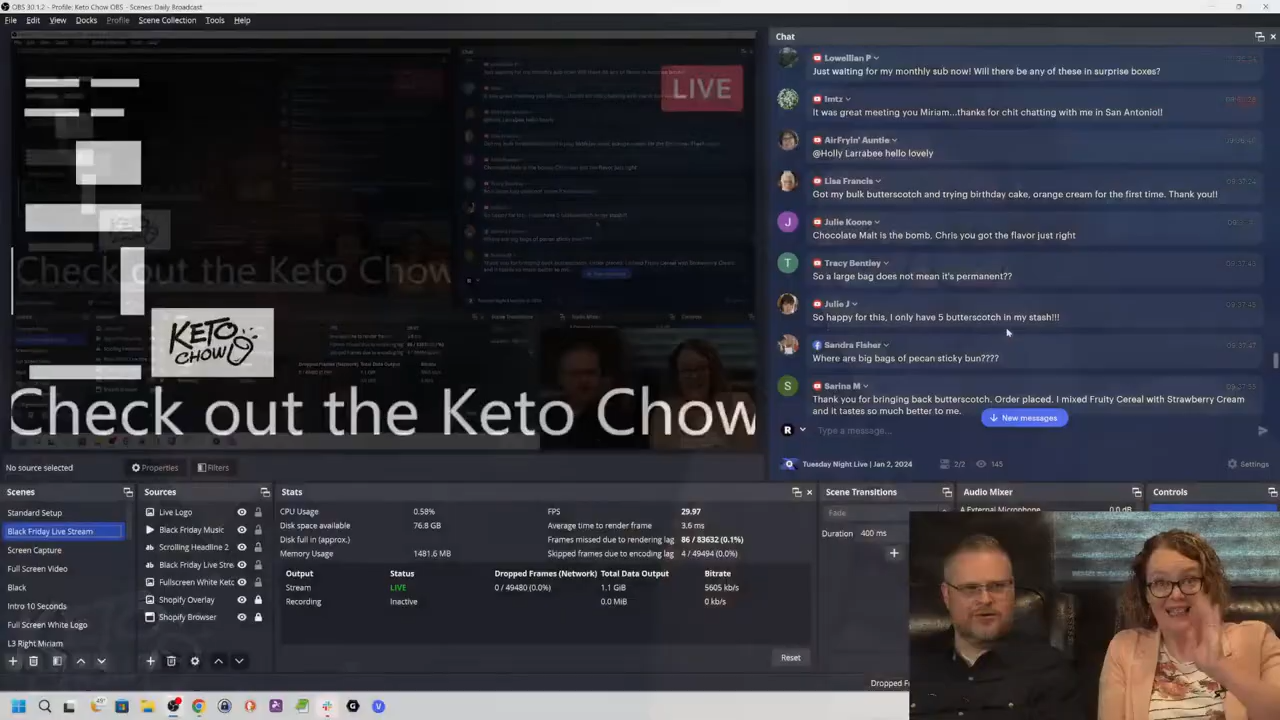 OBS 30.1.2 - Profile: Keto Chow OBS - Scenes: Daily Broadcast
File Edit View Docks Profile Scene Collection Tools Help
LIVE
Check out the Keto Chow
KETO
CHOW
Check out the Keto Chow
Chat
Lowellian P
Just waiting for my monthly sub now! Will there be any of these in surprise boxes?
lmtz
It was great meeting you Miriam...thanks for chit chatting with me in San Antonio!!
AirFryin' Auntie
@Holly Larrabee hello lovely
Lisa Francis
Got my bulk butterscotch and trying birthday cake, orange cream for the first time. Thank you!!
Julie Koone
J
Chocolate Malt is the bomb, Chris you got the flavor just right
Tracy Bentley
T
So a large bag does not mean it's permanent??
Julie J
So happy for this, I only have 5 butterscotch in my stash!!!
Sandra Fisher
Where are big bags of pecan sticky bun????
Sarina M
S
Thank you for bringing back butterscotch. Order placed. I mixed Fruity Cereal with Strawberry Cream
and it tastes so much better to me.
New messages
R Type a message...
Tuesday Night Live | Jan 2, 2024 2/2 145 Settings
No source selected Properties Filters
Scenes
Standard Setup
Black Friday Live Stream
Screen Capture
Full Screen Video
Black
Intro 10 Seconds
Full Screen White Logo
L3 Right Miriam
Sources
Live Logo
Black Friday Music
Scrolling Headline 2
Black Friday Live Stre
Fullscreen White Keto
Shopify Overlay
Shopify Browser
Stats
CPU Usage 0.58%
Disk space available 76.8 GB
Disk full in (approx.)
Memory Usage 1481.6 MB
FPS 29.97
Average time to render frame 3.6 ms
Frames missed due to rendering lag 86 / 83632 (0.1%)
Skipped frames due to encoding lag 4 / 49494 (0.0%)
Output Status Dropped Frames (Network) Total Data Output Bitrate
Stream LIVE 0 / 49480 (0.0%) 1.1 GiB 5605 kb/s
Recording Inactive 0.0 MiB 0 kb/s
Reset
Scene Transitions
Fade
Duration 400 ms
Audio Mixer
A External Microphone 0.0 dB
Controls
Dropped F